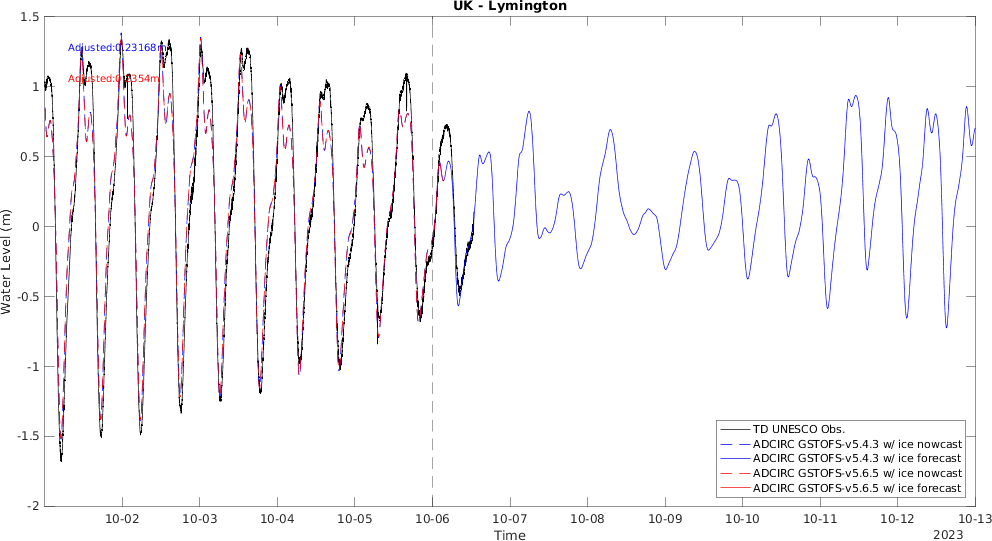 UK - Lymington
1.5
Adjusted:0.23168m
Adjusted:0.2354m
1
0.5
0
-0.5
-1
-1.5
-2
Water Level (m)
TD UNESCO Obs.
ADCIRC GSTOFS-v5.4.3 w/ ice nowcast
ADCIRC GSTOFS-v5.4.3 w/ ice forecast
ADCIRC GSTOFS-v5.6.5 w/ ice nowcast
ADCIRC GSTOFS-v5.6.5 w/ ice forecast
10-02 10-03 10-04 10-05 10-06 10-07 10-08 10-09 10-10 10-11 10-12 10-13
Time
2023